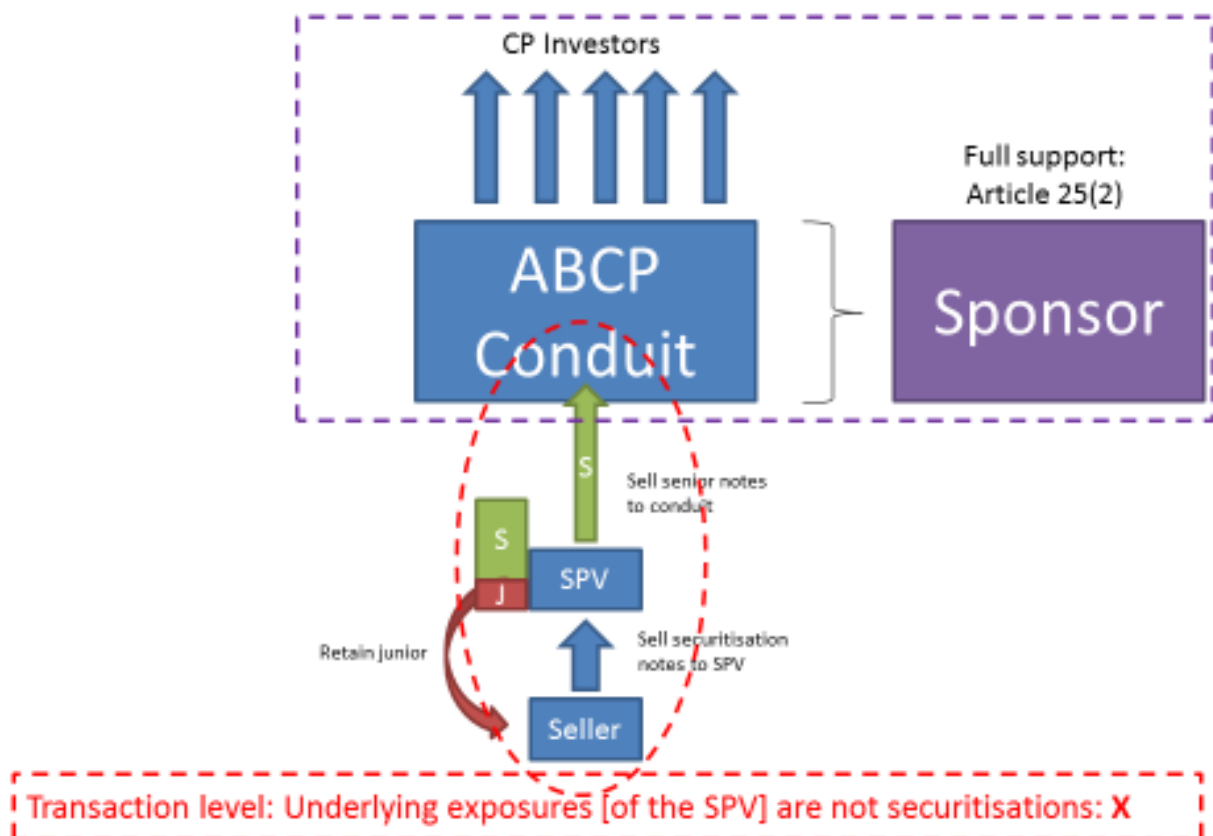 CP Investors
Full support:
Article 25(2)
ABCP
Conduit
Sponsor
S
Sell senior notes
to conduit
S
J
SPV
Retain junior
Sell securitisation
notes to SPV
Seller
Transaction level: Underlying exposures [of the SPV] are not securitisations: X